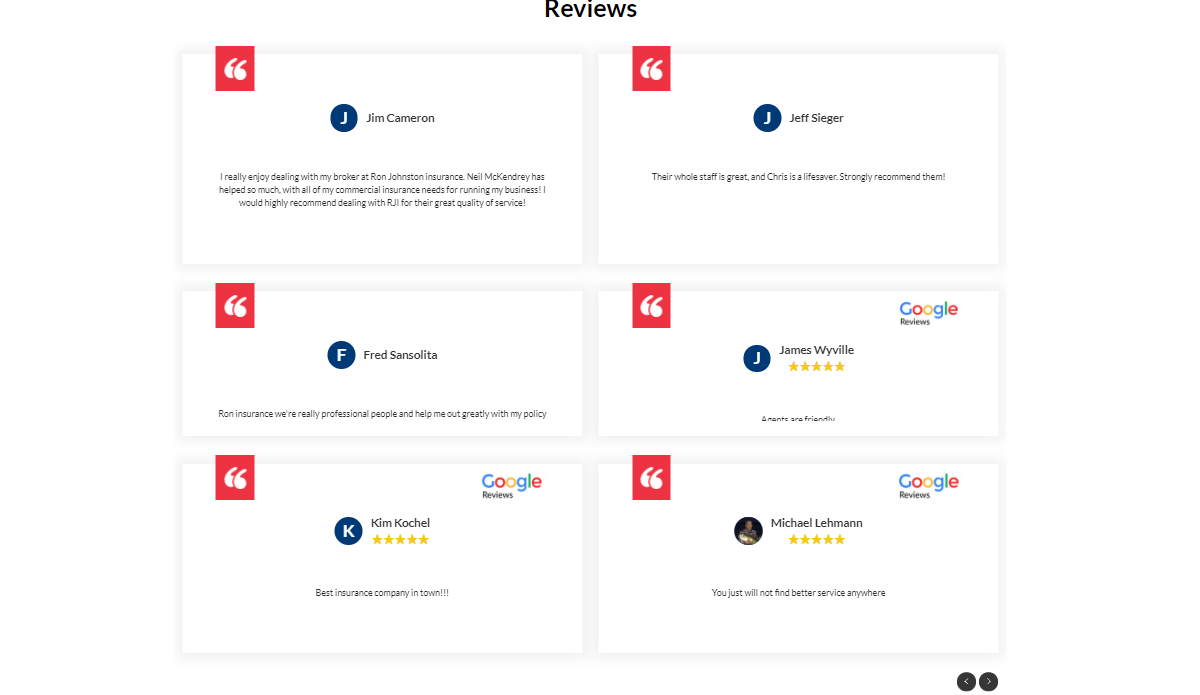 Reviews
J Jim Cameron
I really enjoy dealing with my broker at Ron Johnston insurance. Neil McKendrey has
helped so much, with all of my commercial insurance needs for running my business! I
would highly recommend dealing with RJI for their great quality of service!
J Jeff Sieger
Their whole staff is great, and Chris is a lifesaver. Strongly recommend them!
F Fred Sansolita
Ron insurance we're really professional people and help me out greatly with my policy
Google
Reviews
J James Wyville
Agents are friendly
Google
Reviews
K Kim Kochel
Best insurance company in town!!!
Google
Reviews
Michael Lehmann
You just will not find better service anywhere